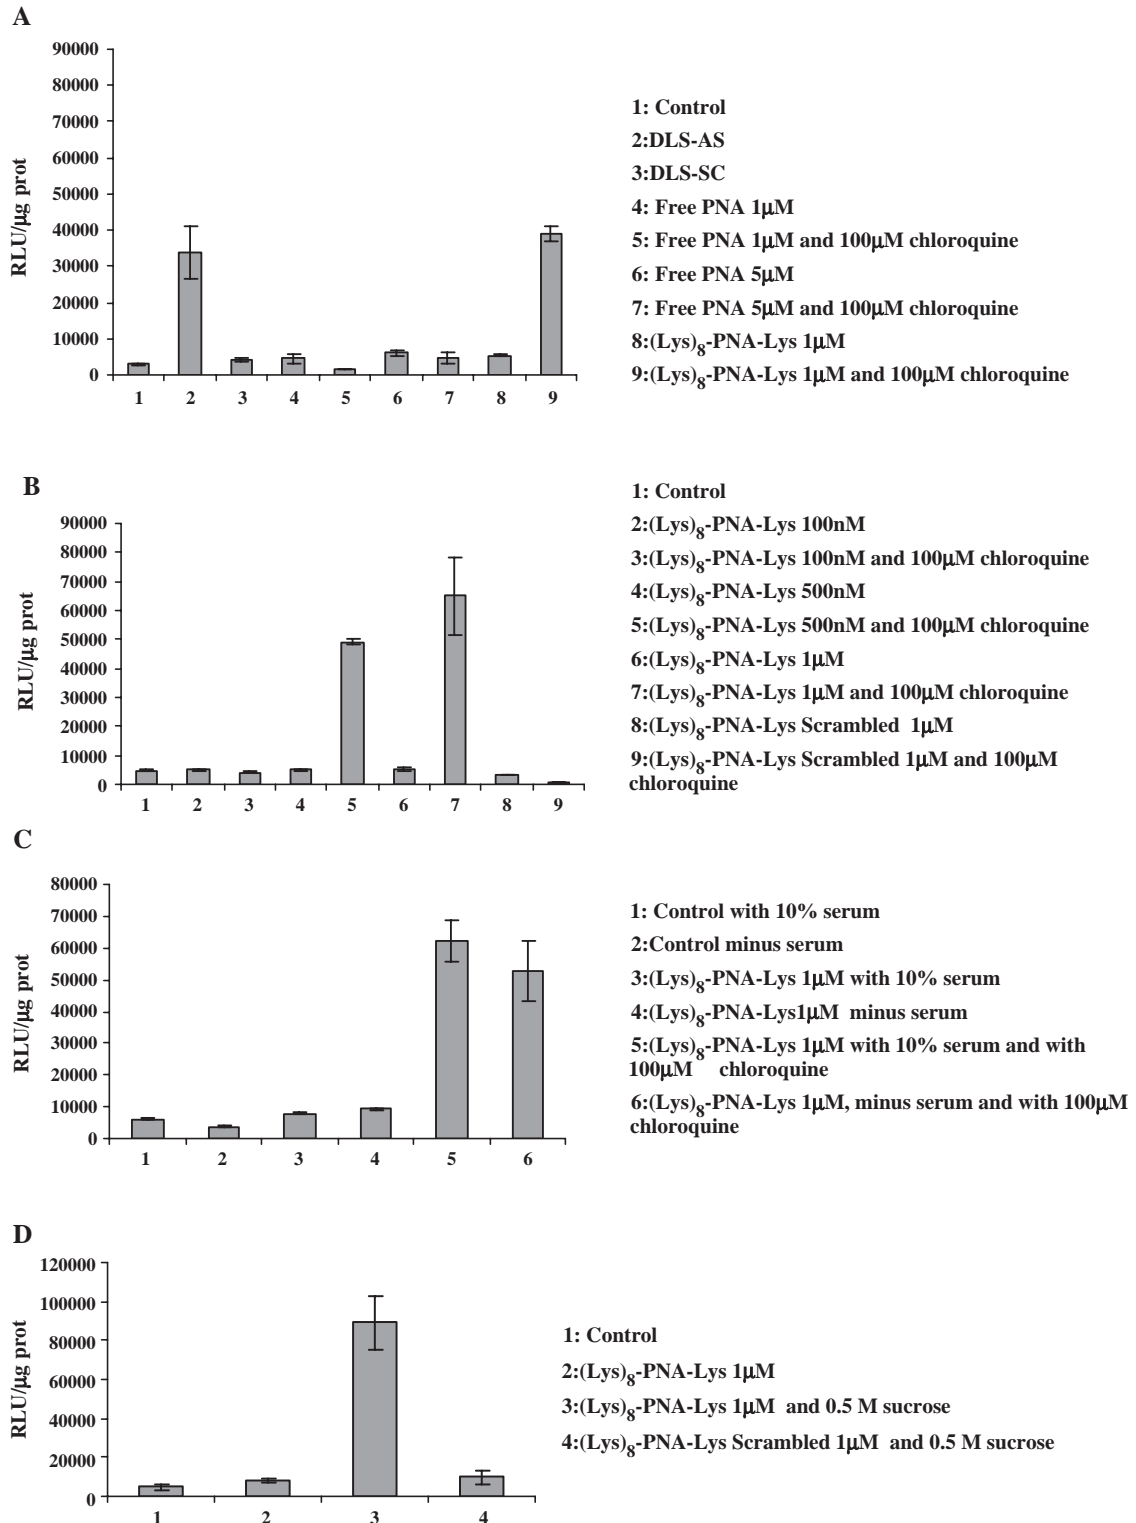 A
90000
80000
70000
60000
50000
40000
30000
20000
10000
0
RLU/μg prot
1 2 3 4 5 6 7 8 9
1: Control
2:DLS-AS
3:DLS-SC
4: Free PNA 1μM
5: Free PNA 1μM and 100μM chloroquine
6: Free PNA 5μM
7: Free PNA 5μM and 100μM chloroquine
8:(Lys)8-PNA-Lys 1μM
9:(Lys)8-PNA-Lys 1μM and 100μM chloroquine
B
90000
80000
70000
60000
50000
40000
30000
20000
10000
0
RLU/μg prot
1 2 3 4 5 6 7 8 9
1: Control
2:(Lys)8-PNA-Lys 100nM
3:(Lys)8-PNA-Lys 100nM and 100μM chloroquine
4:(Lys)8-PNA-Lys 500nM
5:(Lys)8-PNA-Lys 500nM and 100μM chloroquine
6:(Lys)8-PNA-Lys 1μM
7:(Lys)8-PNA-Lys 1μM and 100μM chloroquine
8:(Lys)8-PNA-Lys Scrambled 1μM
9:(Lys)8-PNA-Lys Scrambled 1μM and 100μM
chloroquine
C
80000
70000
60000
50000
40000
30000
20000
10000
0
RLU/μg prot
1 2 3 4 5 6
1: Control with 10% serum
2:Control minus serum
3:(Lys)8-PNA-Lys 1μM with 10% serum
4:(Lys)8-PNA-Lys1μM minus serum
5:(Lys)8-PNA-Lys 1μM with 10% serum and with
100μM chloroquine
6:(Lys)8-PNA-Lys 1μM, minus serum and with 100μM
chloroquine
D
120000
100000
80000
60000
40000
20000
0
RLU/μg prot
1 2 3 4
1: Control
2:(Lys)8-PNA-Lys 1μM
3:(Lys)8-PNA-Lys 1μM and 0.5 M sucrose
4:(Lys)8-PNA-Lys Scrambled 1μM and 0.5 M sucrose